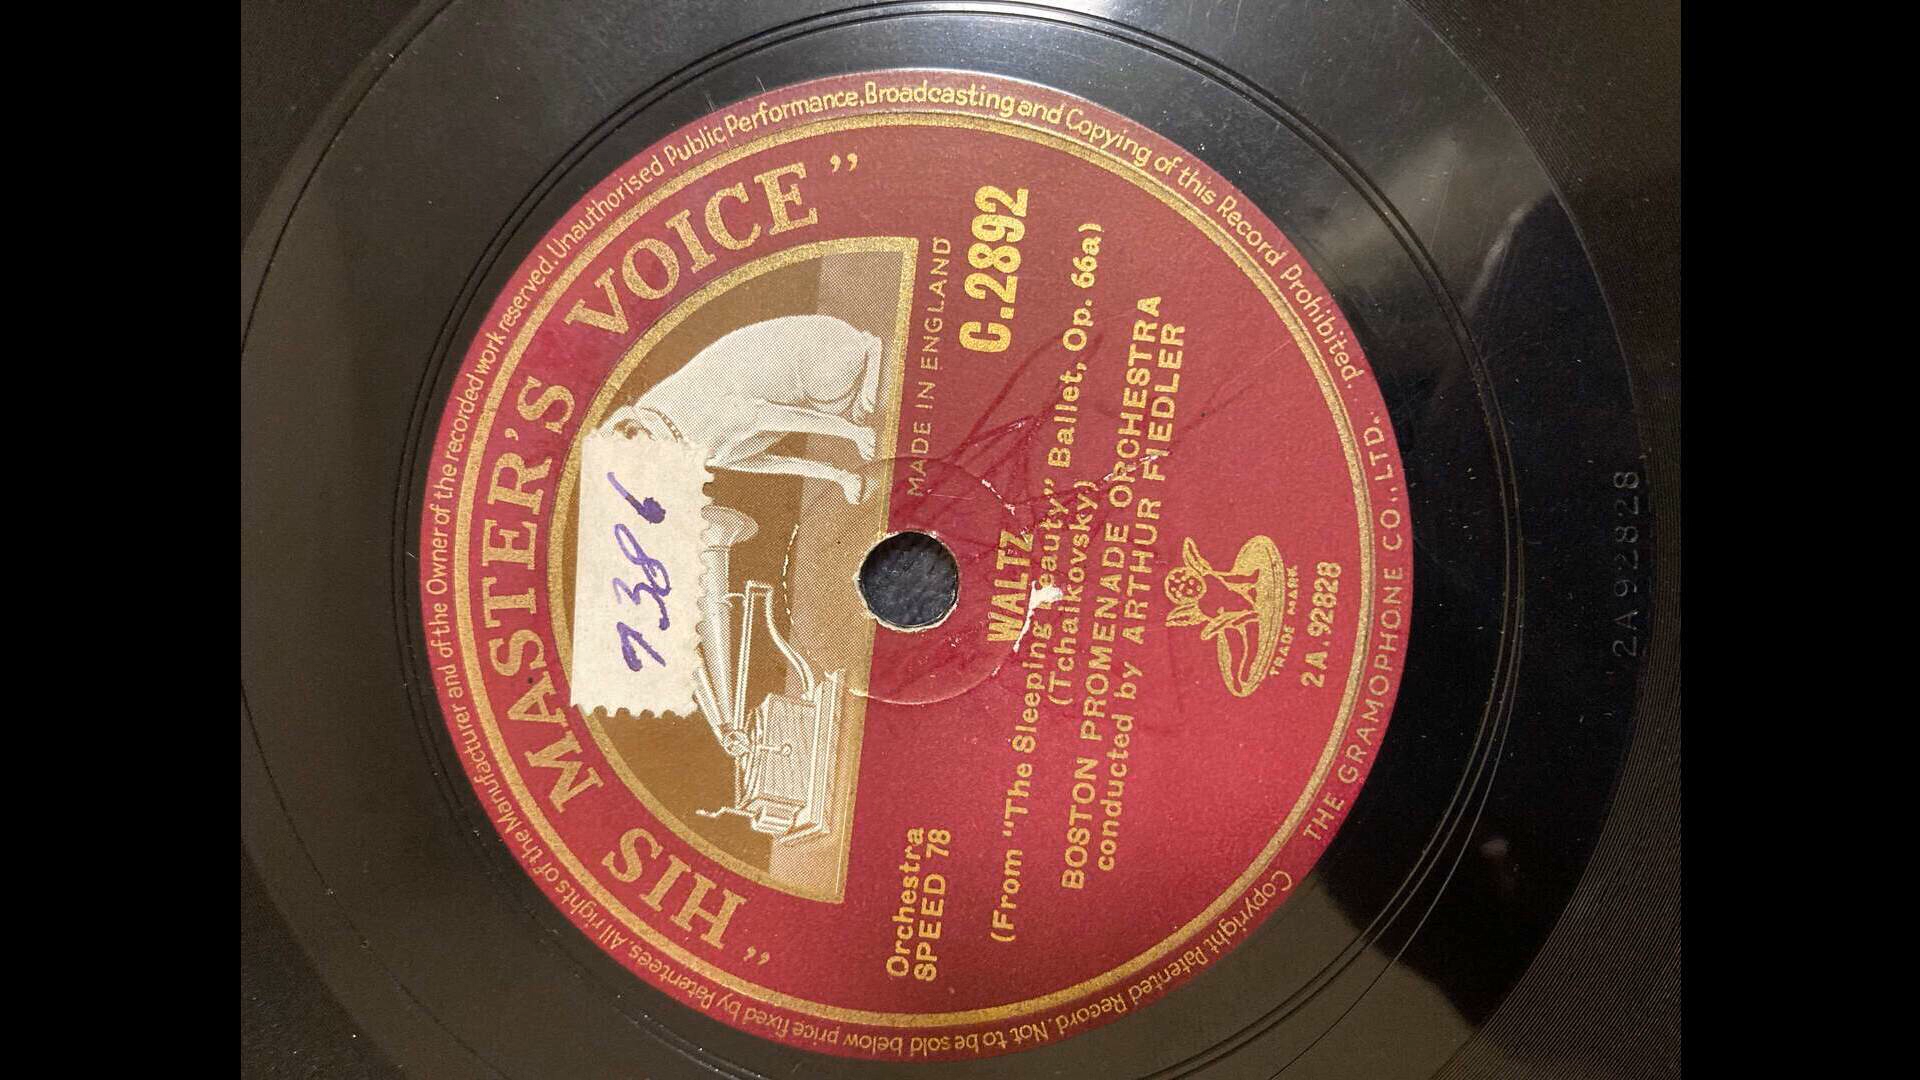 Copyright Patented Record. Not to be sold below price fixed by Patentees. All rights of the Manufacturer and of the Owner of the recorded work reserved. Unauthorised Public Performance, Broadcasting and Copying of this Record Prohibited.
"HIS MASTER'S VOICE"
7386
MADE IN ENGLAND
Orchestra
SPEED 78
C.2892
WALTZ
(From "The Sleeping Beauty" Ballet, Op. 66a)
(Tchaikovsky)
BOSTON PROMENADE ORCHESTRA
conducted by ARTHUR FIEDLER
TRADE MARK
2A.92828
THE GRAMOPHONE CO., LTD.
2A92828